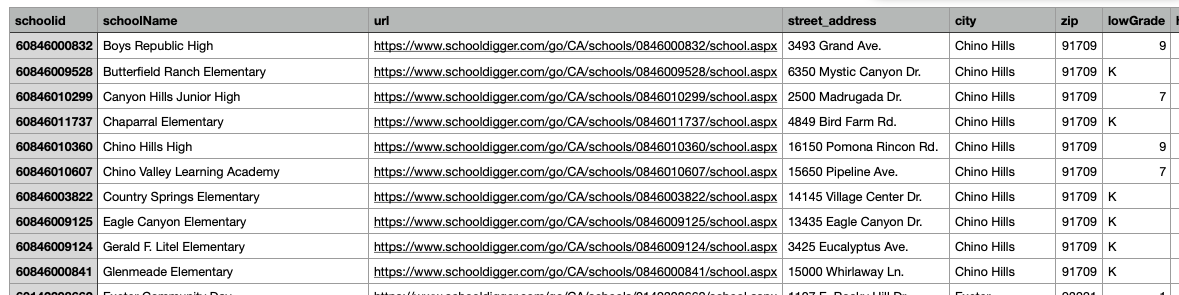 schoolid schoolName url street_address city zip lowGrade
60846000832 Boys Republic High https://www.schooldigger.com/go/CA/schools/0846000832/school.aspx 3493 Grand Ave. Chino Hills 91709 9
60846009528 Butterfield Ranch Elementary https://www.schooldigger.com/go/CA/schools/0846009528/school.aspx 6350 Mystic Canyon Dr. Chino Hills 91709 K
60846010299 Canyon Hills Junior High https://www.schooldigger.com/go/CA/schools/0846010299/school.aspx 2500 Madrugada Dr. Chino Hills 91709 7
60846011737 Chaparral Elementary https://www.schooldigger.com/go/CA/schools/0846011737/school.aspx 4849 Bird Farm Rd. Chino Hills 91709 K
60846010360 Chino Hills High https://www.schooldigger.com/go/CA/schools/0846010360/school.aspx 16150 Pomona Rincon Rd. Chino Hills 91709 9
60846010607 Chino Valley Learning Academy https://www.schooldigger.com/go/CA/schools/0846010607/school.aspx 15650 Pipeline Ave. Chino Hills 91709 7
60846003822 Country Springs Elementary https://www.schooldigger.com/go/CA/schools/0846003822/school.aspx 14145 Village Center Dr. Chino Hills 91709 K
60846009125 Eagle Canyon Elementary https://www.schooldigger.com/go/CA/schools/0846009125/school.aspx 13435 Eagle Canyon Dr. Chino Hills 91709 K
60846009124 Gerald F. Litel Elementary https://www.schooldigger.com/go/CA/schools/0846009124/school.aspx 3425 Eucalyptus Ave. Chino Hills 91709 K
60846000841 Glenmeade Elementary https://www.schooldigger.com/go/CA/schools/0846000841/school.aspx 15000 Whirlaway Ln. Chino Hills 91709 K